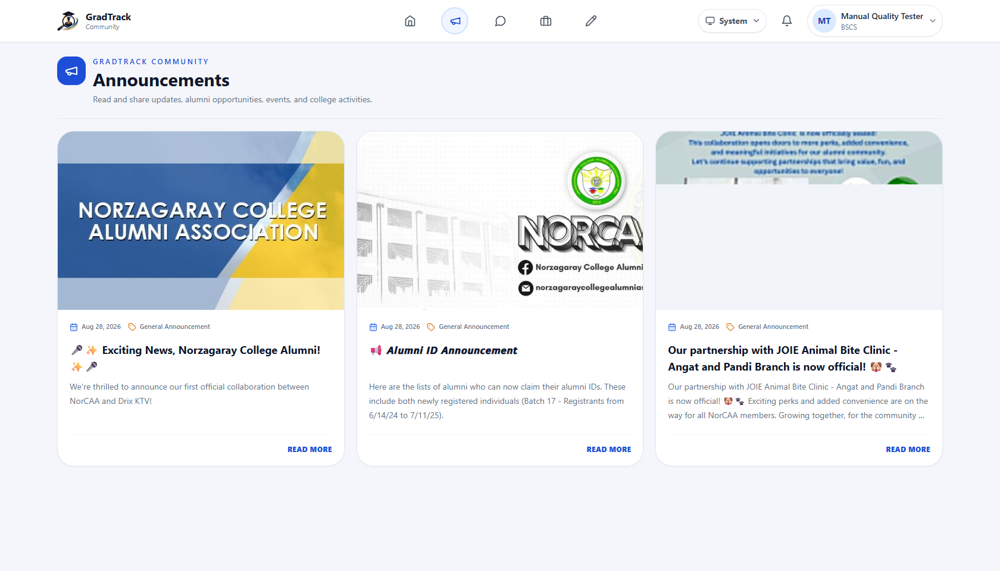 GradTrack
Community
System
MT
Manual Quality Tester
BSCS
GRADTRACK COMMUNITY
Announcements
Read and share updates, alumni opportunities, events, and college activities.
NORZAGARAY COLLEGE
ALUMNI ASSOCIATION
Aug 28, 2026 General Announcement
🎤 ✨ Exciting News, Norzagaray College Alumni!
✨ 🎤
We're thrilled to announce our first official collaboration between
NorCAA and Drix KTV!
READ MORE
2013
NORCA
Norzagaray College Alumni
norzagaraycollegealumnias
Aug 28, 2026 General Announcement
📢 Alumni ID Announcement
Here are the lists of alumni who can now claim their alumni IDs. These
include both newly registered individuals (Batch 17 - Registrants from
6/14/24 to 7/11/25).
READ MORE
JOIE Animal Bite Clinic is now officially sealed!
This collaboration opens doors to more perks, added convenience,
and meaningful initiatives for our alumni community.
Let's continue supporting partnerships that bring value, fun, and
opportunities to everyone!
Aug 28, 2026 General Announcement
Our partnership with JOIE Animal Bite Clinic -
Angat and Pandi Branch is now official! 🐶 🐾
Our partnership with JOIE Animal Bite Clinic - Angat and Pandi Branch
is now official! 🐶 🐾 Exciting perks and added convenience are on the
way for all NorCAA members. Growing together, for the community ...
READ MORE